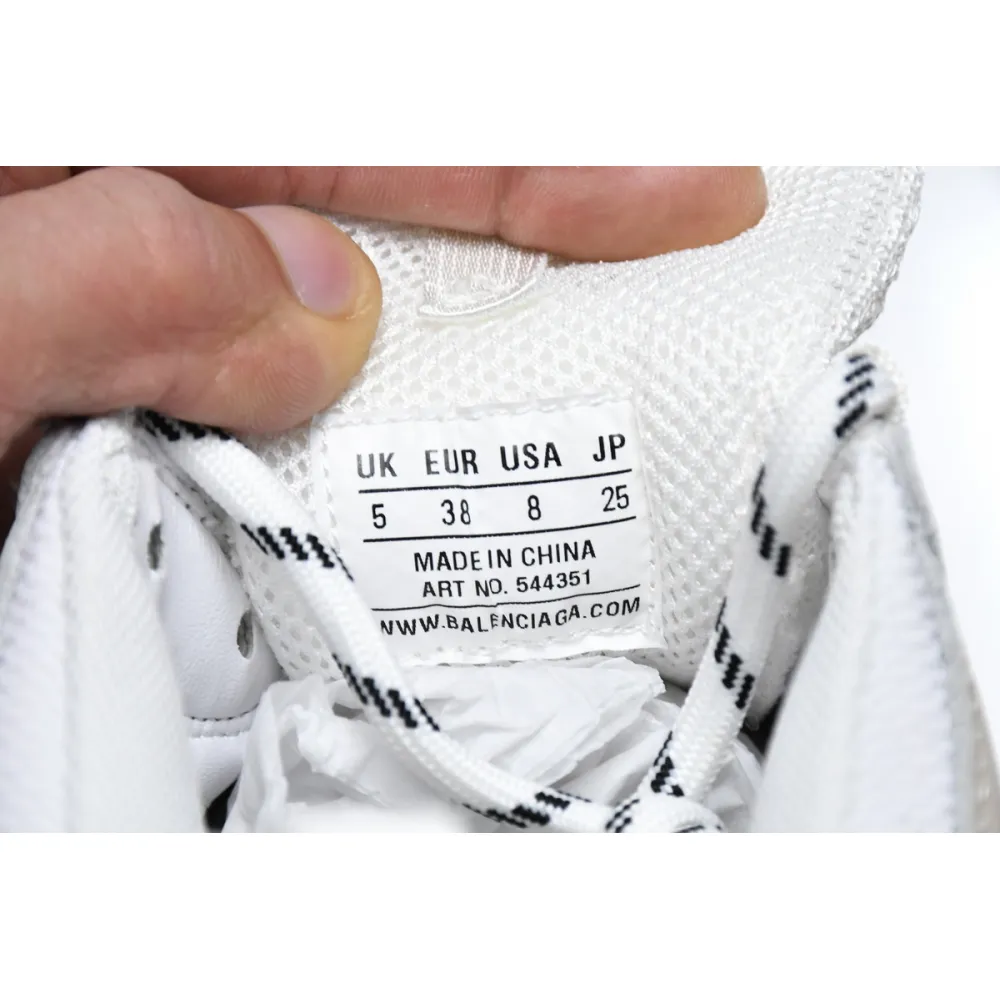 UK EUR USA JP
5 38 8 25
MADE IN CHINA
ART NO. 544351
WWW.BALENCIAGA.COM